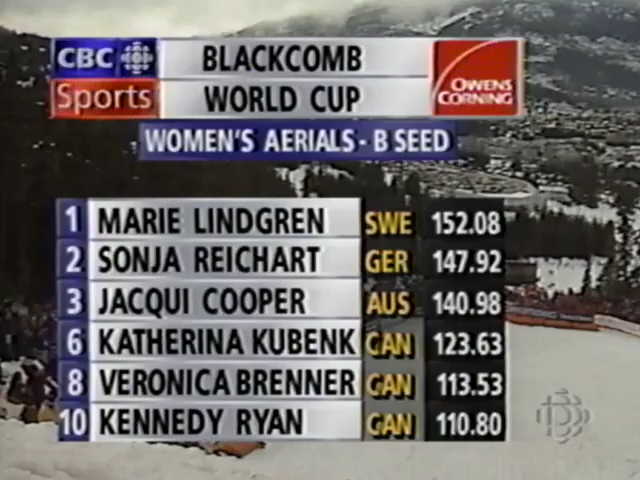 CBC
Sports
BLACKCOMB
WORLD CUP
OWENS
CORNING
WOMEN'S AERIALS - B SEED
1 MARIE LINDGREN SWE 152.08
2 SONJA REICHART GER 147.92
3 JACQUI COOPER AUS 140.98
6 KATHERINA KUBENK CAN 123.63
8 VERONICA BRENNER CAN 113.53
10 KENNEDY RYAN CAN 110.80